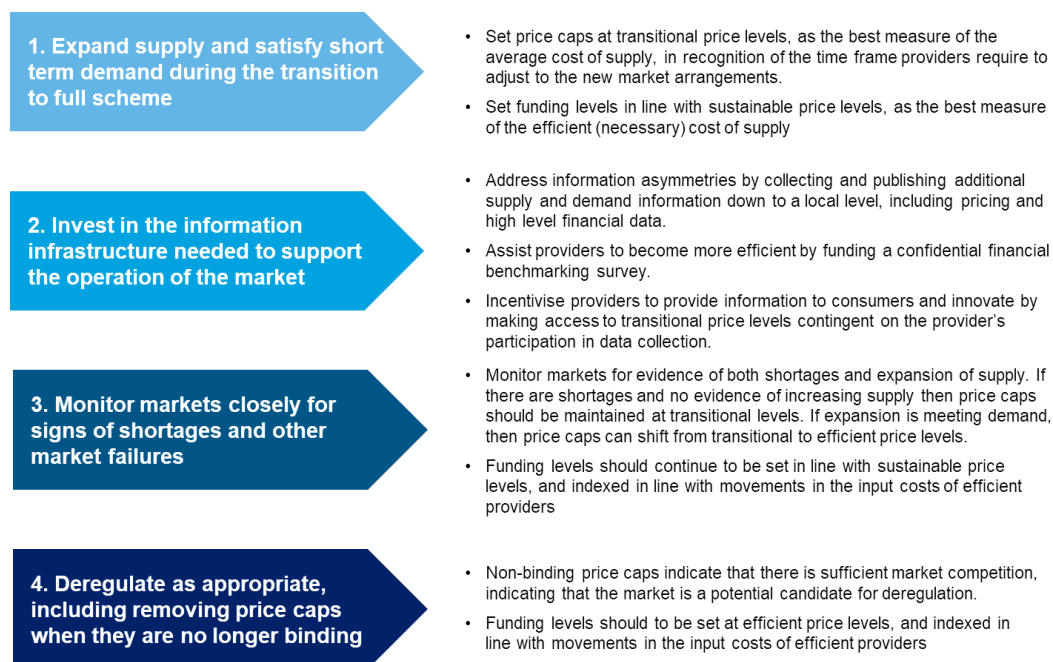 1. Expand supply and satisfy short
term demand during the transition
to full scheme
• Set price caps at transitional price levels, as the best measure of the
average cost of supply, in recognition of the time frame providers require to
adjust to the new market arrangements.
• Set funding levels in line with sustainable price levels, as the best measure
of the efficient (necessary) cost of supply
2. Invest in the information
infrastructure needed to support
the operation of the market
• Address information asymmetries by collecting and publishing additional
supply and demand information down to a local level, including pricing and
high level financial data.
• Assist providers to become more efficient by funding a confidential financial
benchmarking survey.
• Incentivise providers to provide information to consumers and innovate by
making access to transitional price levels contingent on the provider's
participation in data collection.
3. Monitor markets closely for
signs of shortages and other
market failures
• Monitor markets for evidence of both shortages and expansion of supply. If
there are shortages and no evidence of increasing supply then price caps
should be maintained at transitional levels. If expansion is meeting demand,
then price caps can shift from transitional to efficient price levels.
• Funding levels should continue to be set in line with sustainable price
levels, and indexed in line with movements in the input costs of efficient
providers
4. Deregulate as appropriate,
including removing price caps
when they are no longer binding
• Non-binding price caps indicate that there is sufficient market competition,
indicating that the market is a potential candidate for deregulation.
• Funding levels should to be set at efficient price levels, and indexed in
line with movements in the input costs of efficient providers